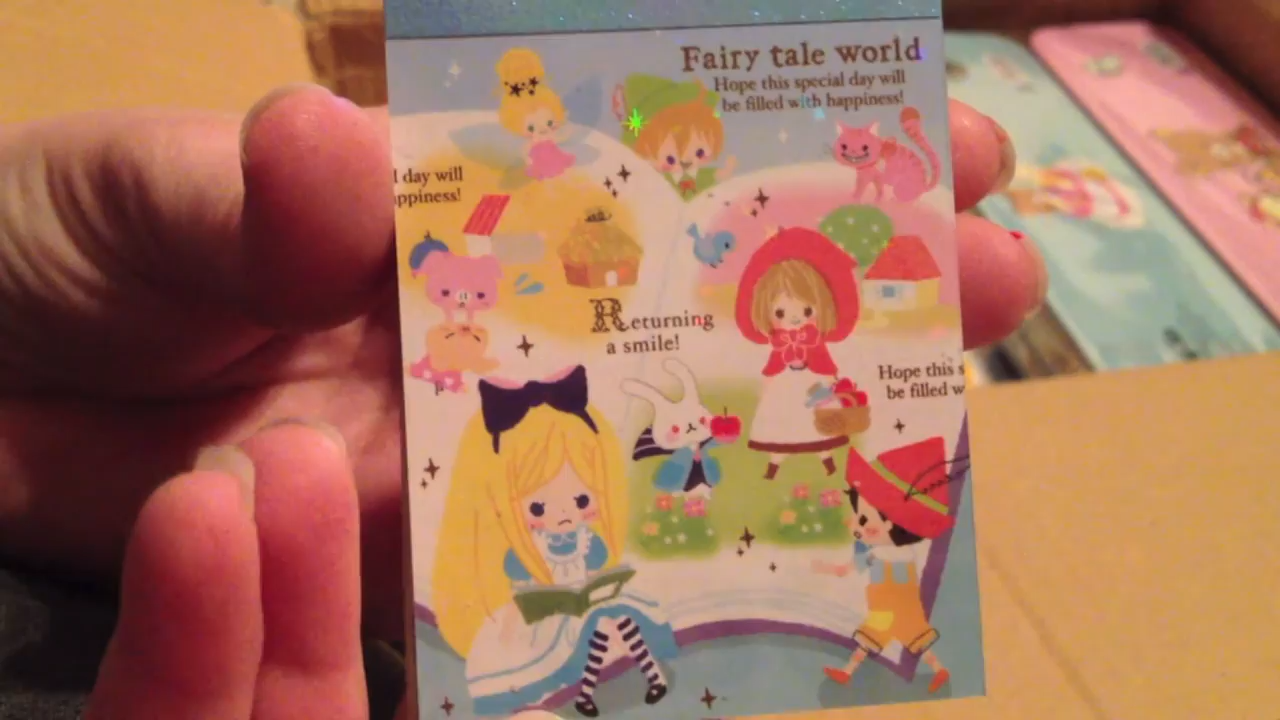 Fairy tale world
Hope this special day will
be filled with happiness!
l day will
appiness!
Returning
a smile!
Hope this s
be filled w